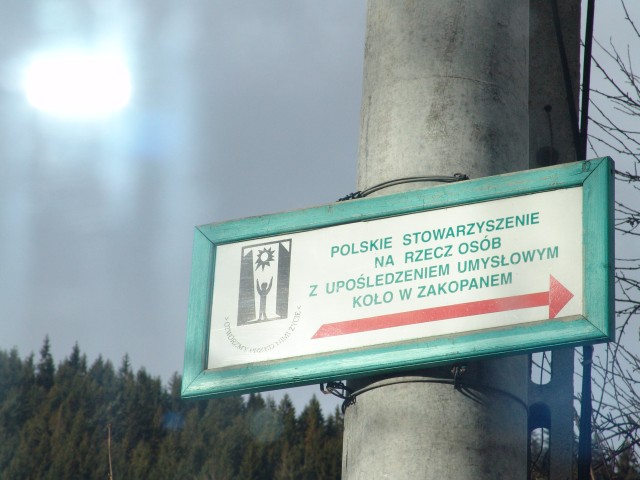 POLSKIE STOWARZYSZENIE
NA RZECZ OSÓB
Z UPOŚLEDZENIEM UMYSŁOWYM
KOŁO W ZAKOPANEM